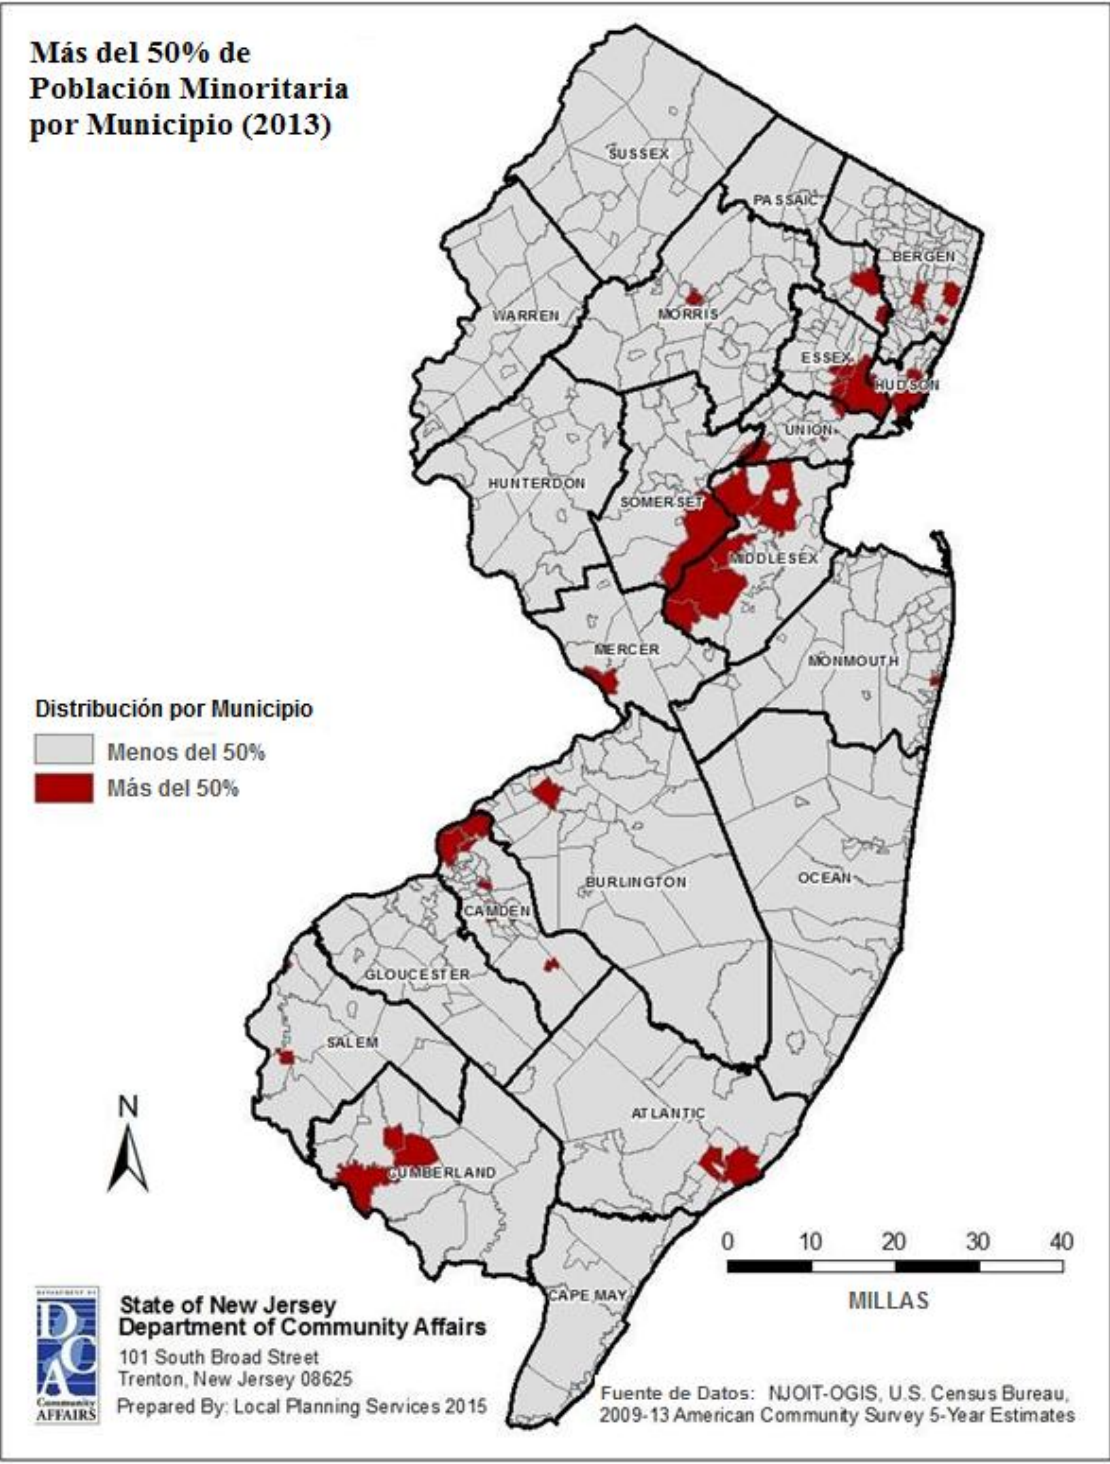 Más del 50% de
Población Minoritaria
por Municipio (2013)
SUSSEX
PASSAIC
BERGEN
WARREN
MORRIS
ESSEX
HUDSON
UNION
HUNTERDON
SOMERSET
MIDDLESEX
MERCER
MONMOUTH
Distribución por Municipio
Menos del 50%
Más del 50%
BURLINGTON
OCEAN
CAMDEN
GLOUCESTER
SALEM
ATLANTIC
CUMBERLAND
CAPE MAY
N
0 10 20 30 40
MILLAS
DCA
Community
AFFAIRS
State of New Jersey
Department of Community Affairs
101 South Broad Street
Trenton, New Jersey 08625
Prepared By: Local Planning Services 2015
Fuente de Datos: NJOIT-OGIS, U.S. Census Bureau,
2009-13 American Community Survey 5-Year Estimates